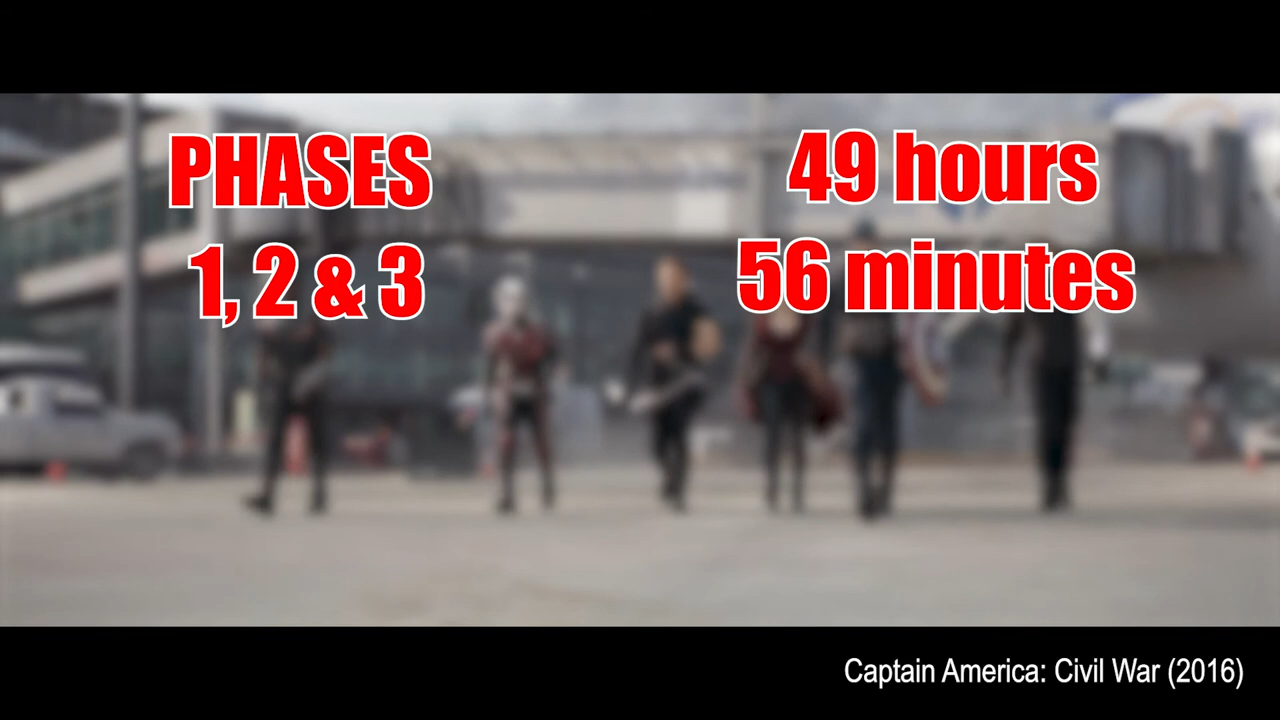 PHASES
1, 2 & 3
49 hours
56 minutes
Captain America: Civil War (2016)